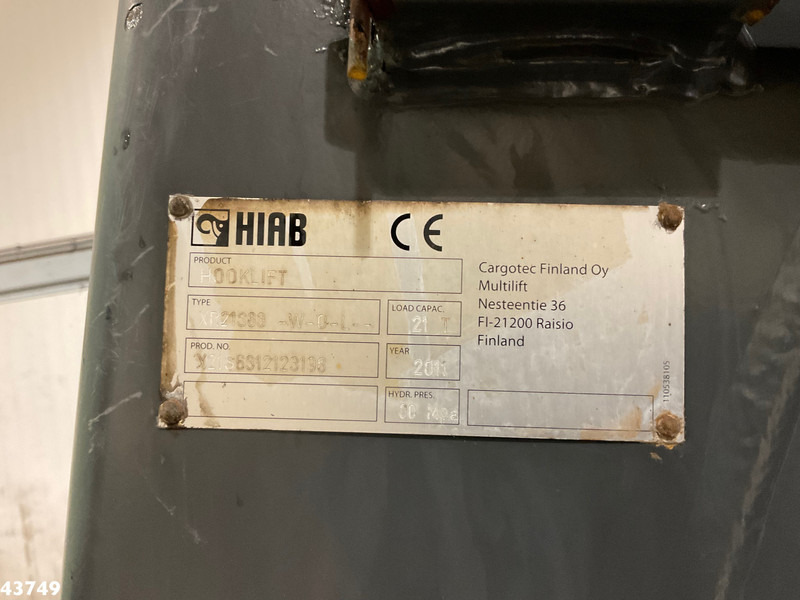 HIAB CE
PRODUCT
HOOKLIFT
TYPE
LOAD CAPAC.
21 T
PROD. NO.
YEAR
HYDR. PRES.
Cargotec Finland Oy
Multilift
Nesteentie 36
FI-21200 Raisio
Finland
110538105
43749